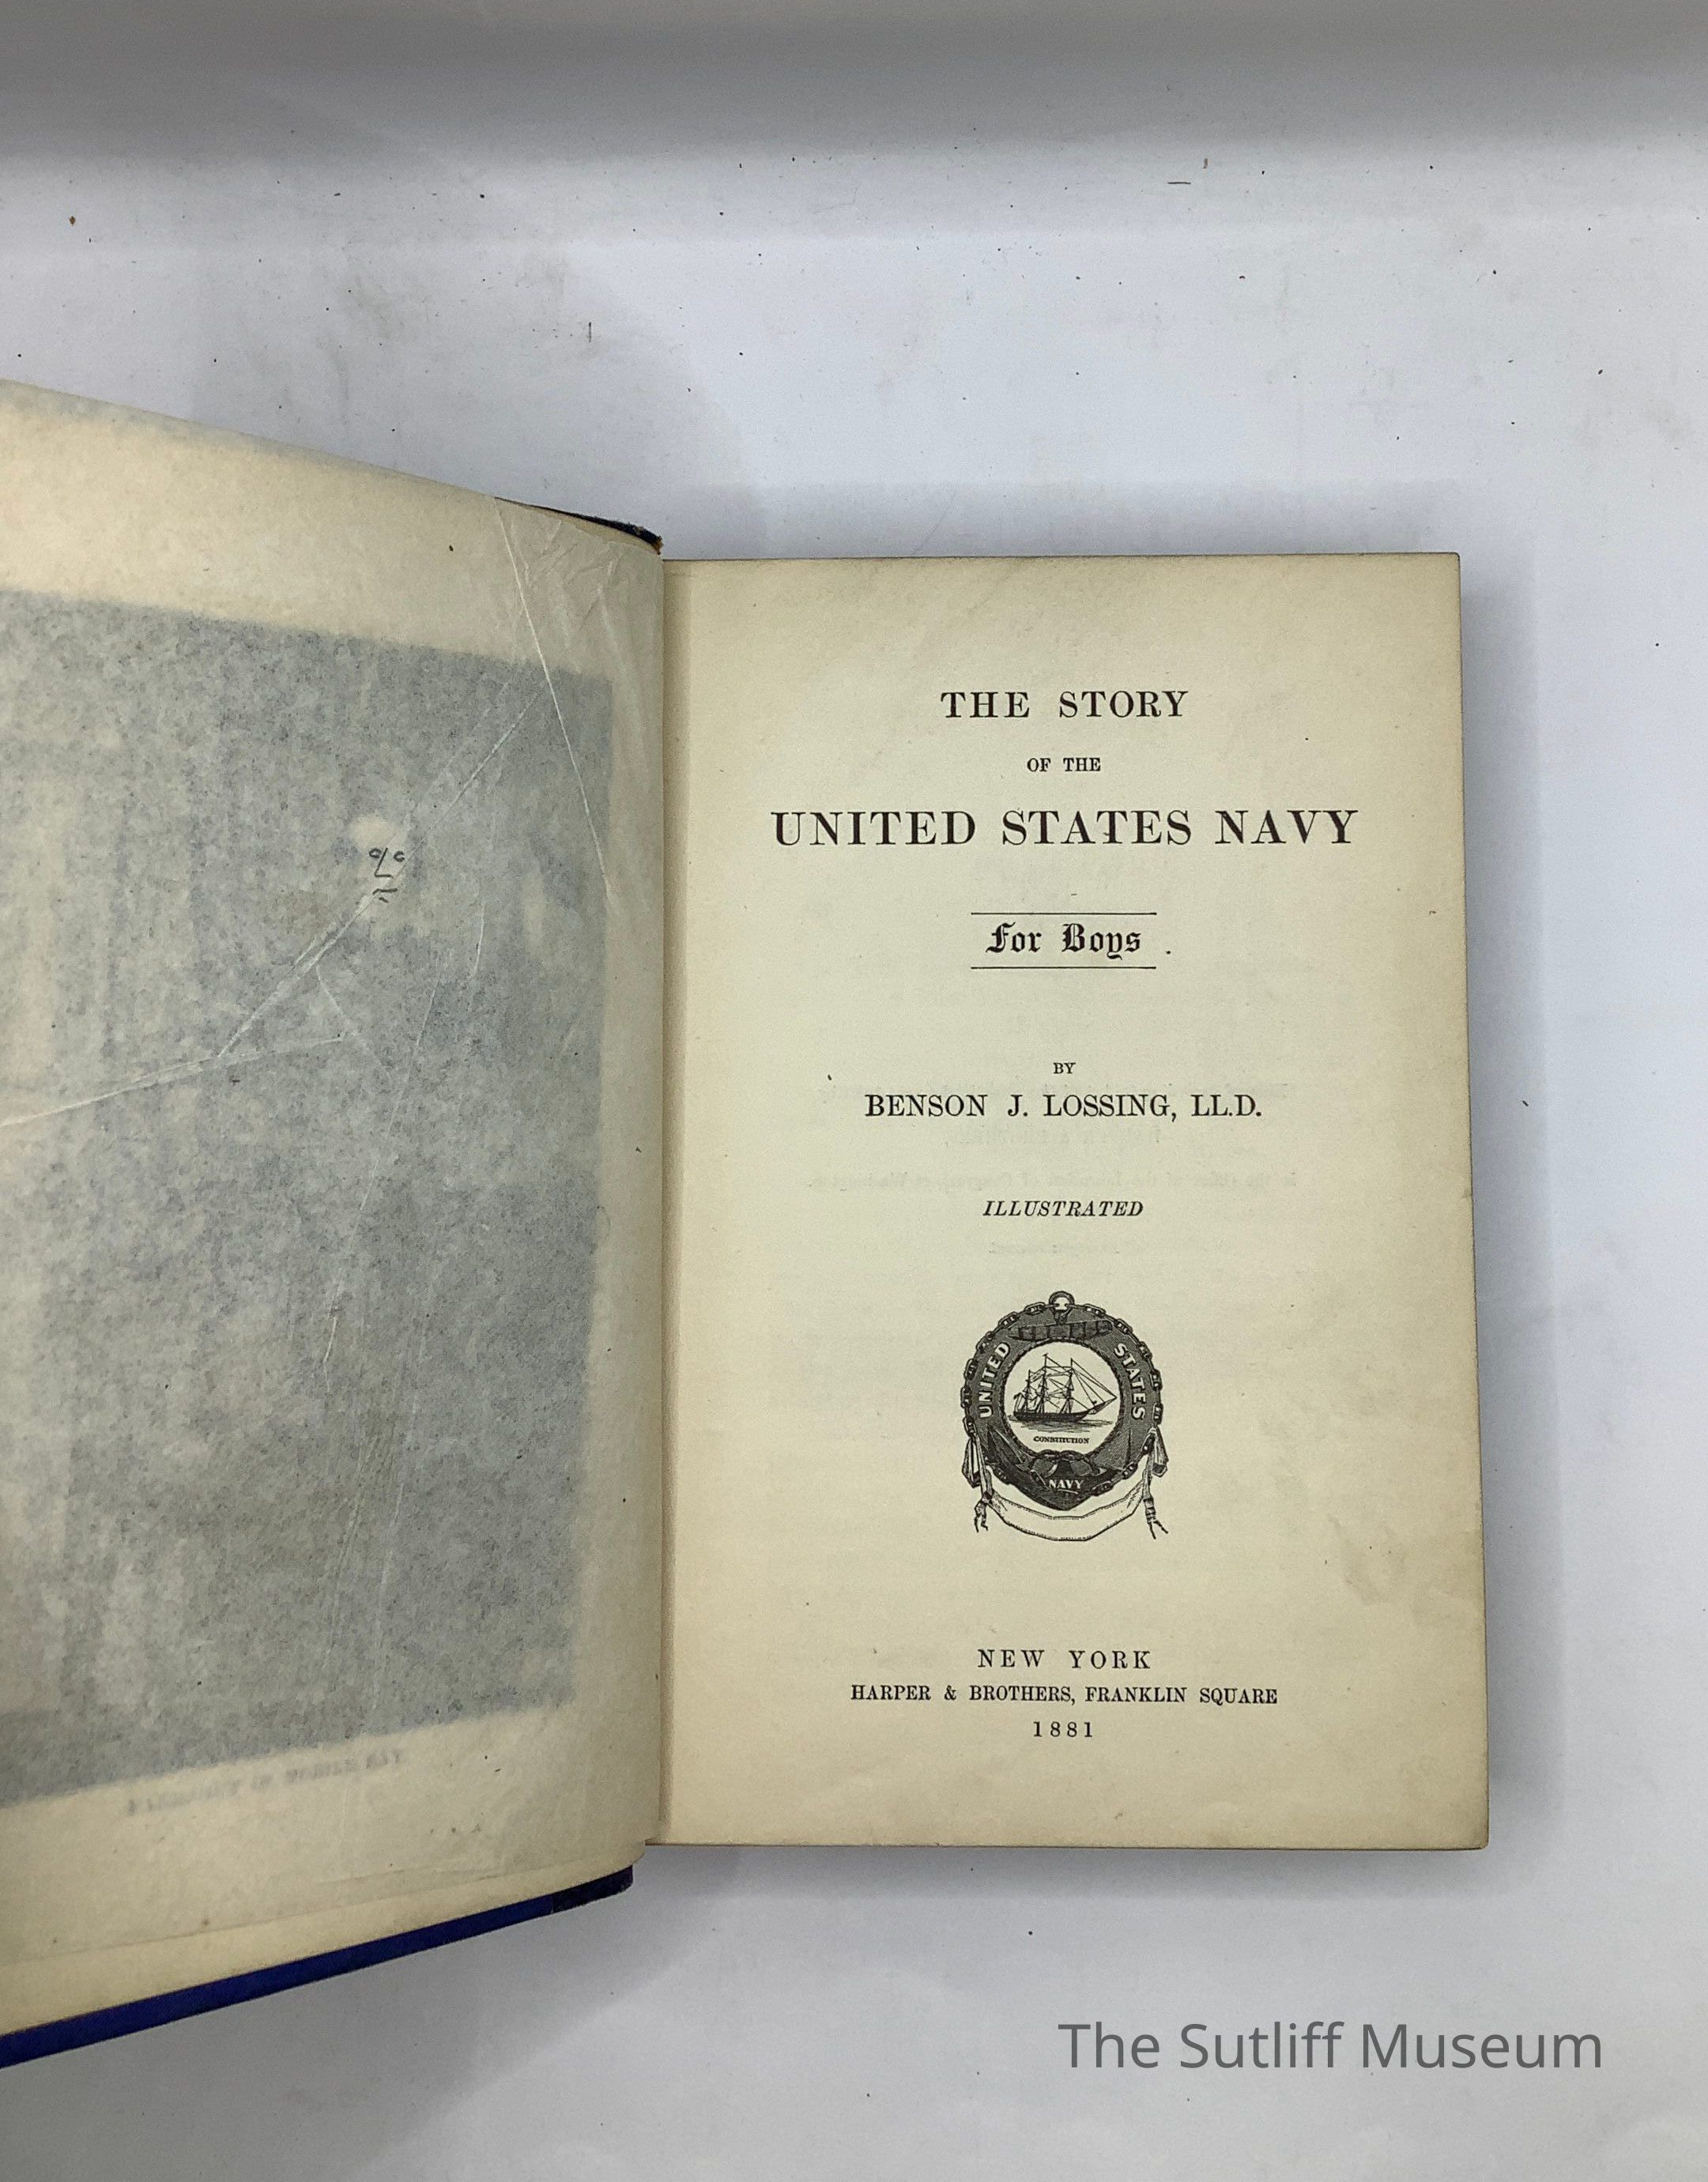 THE STORY
OF THE
UNITED STATES NAVY
For Boys
BY
BENSON J. LOSSING, LL.D.
ILLUSTRATED
UNITED STATES
CONSTITUTION
NAVY
NEW YORK
HARPER & BROTHERS, FRANKLIN SQUARE
1881
The Sutliff Museum